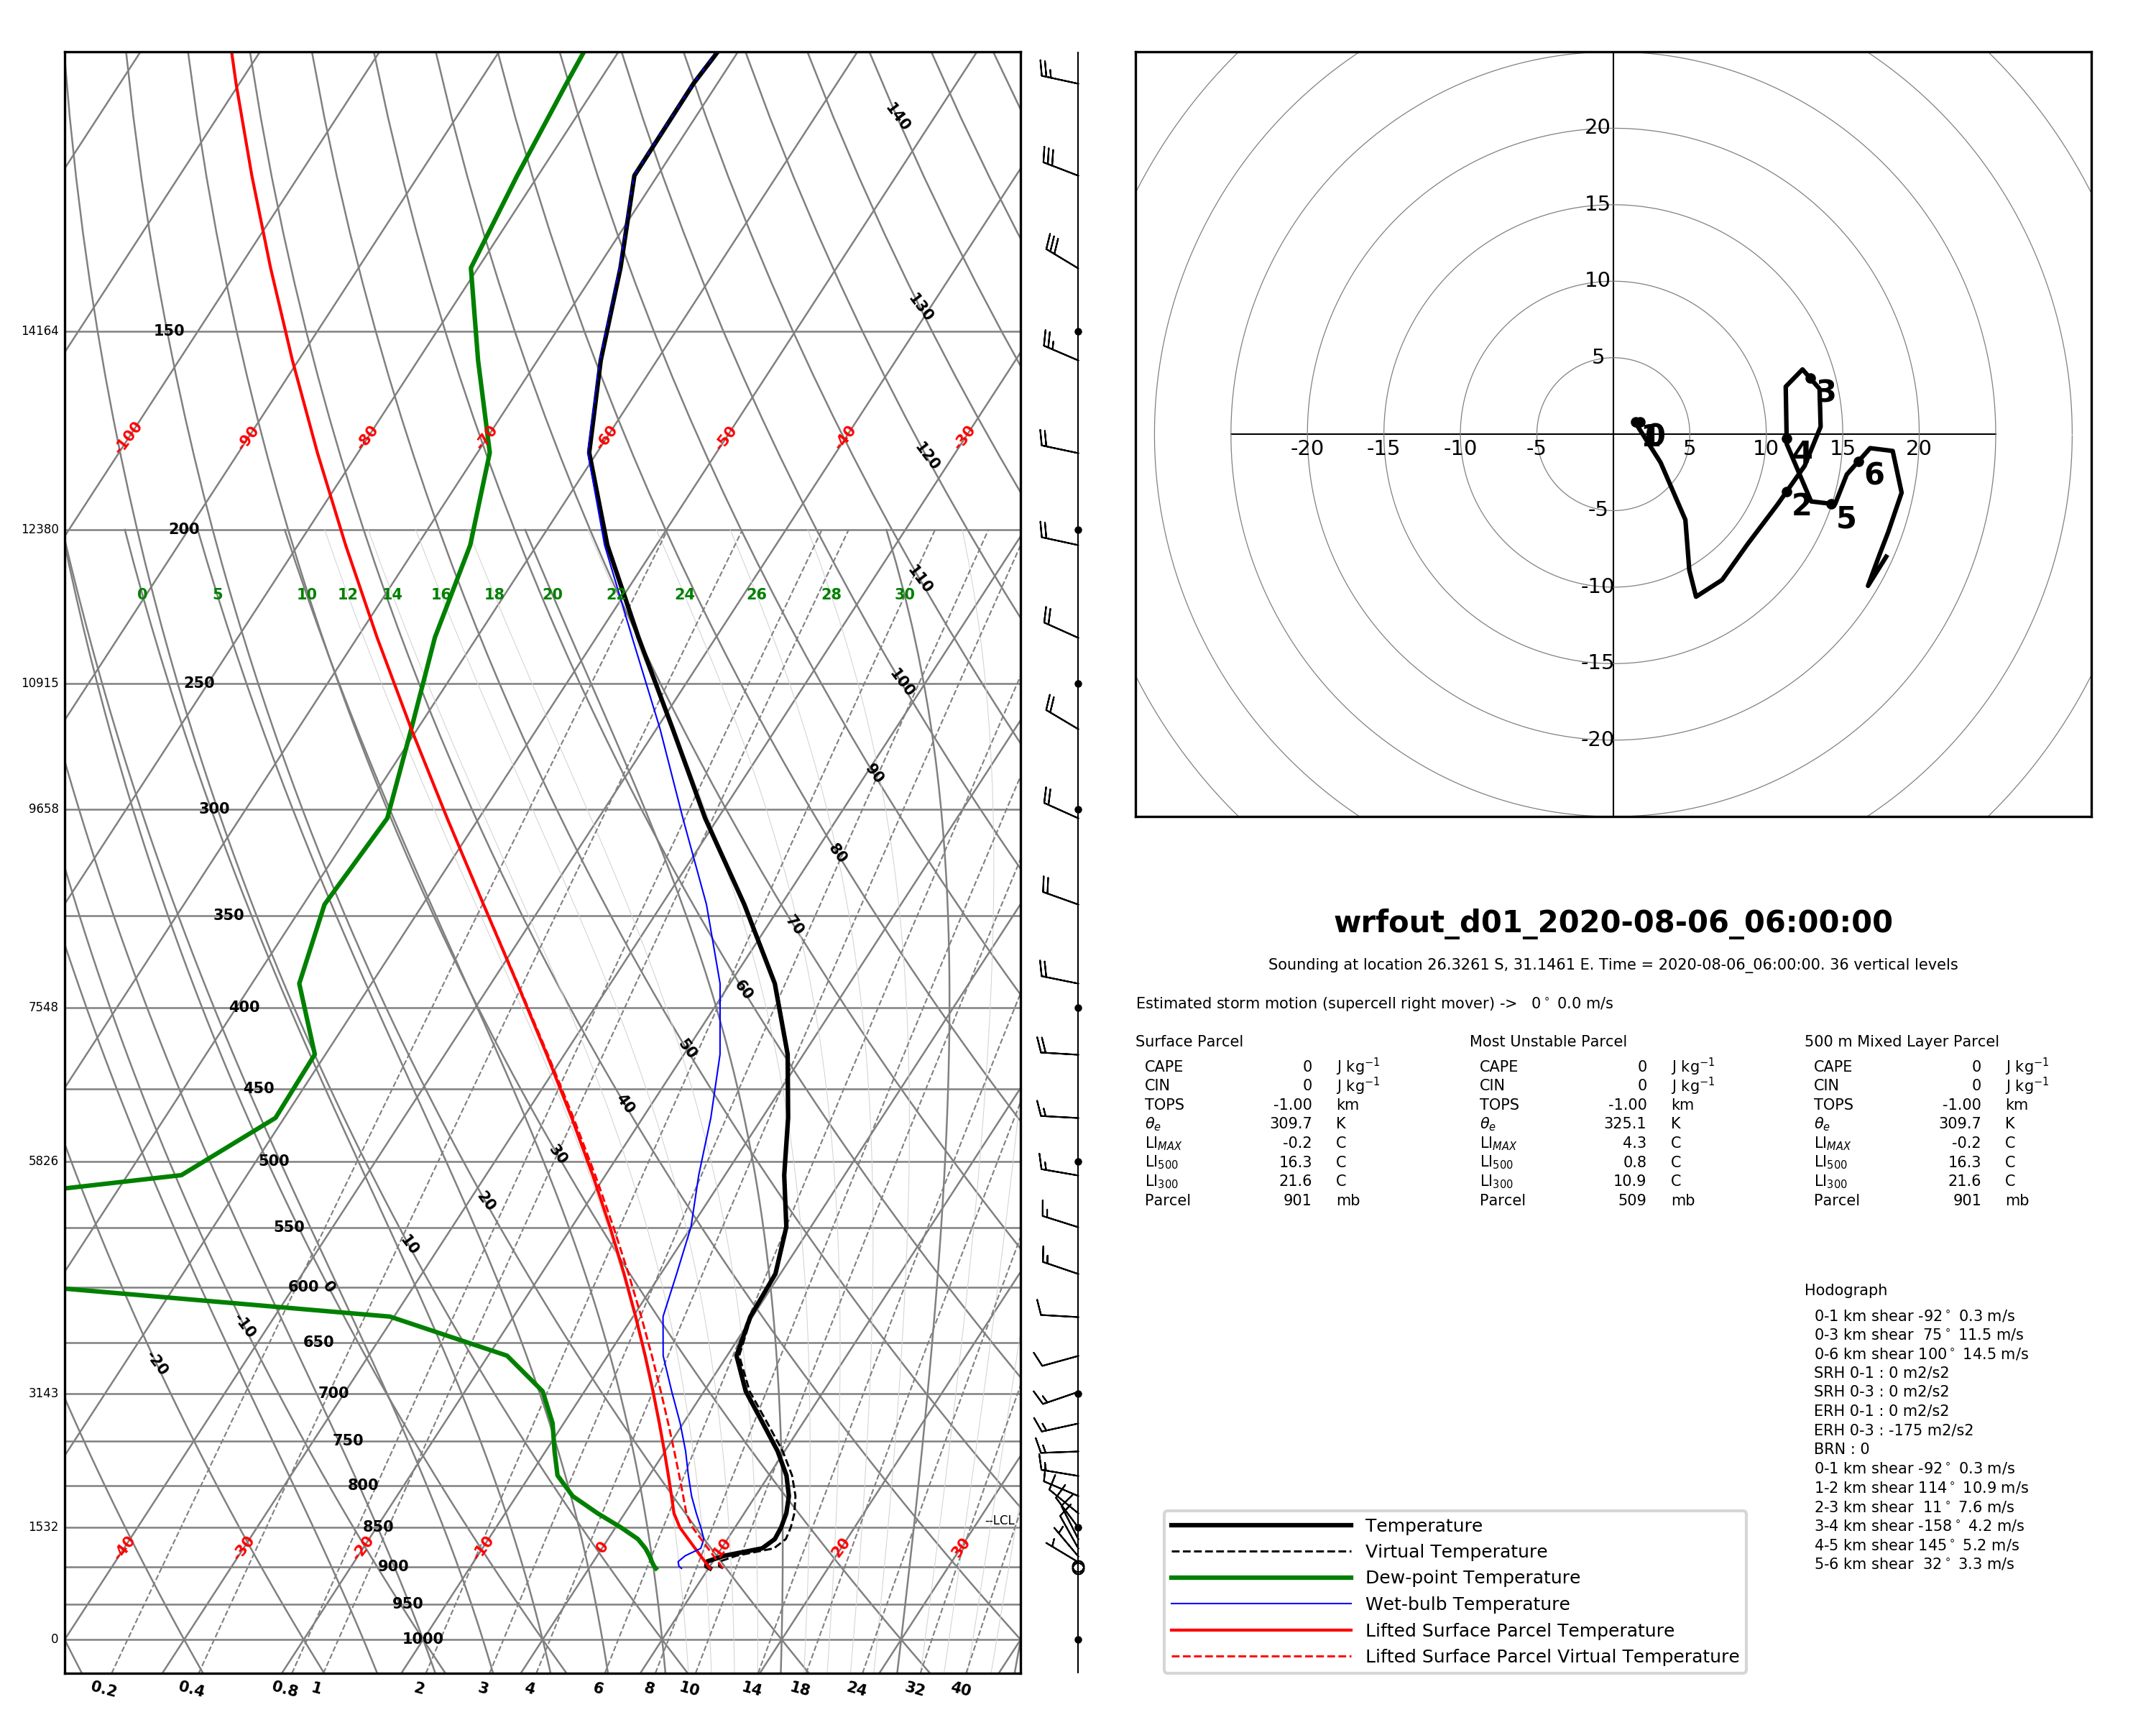 140
130
14164 150
120
-100 -90 -80 -70 -60 -50 -40 -30
12380 200
110
0 5 10 12 14 16 18 20 22 24 26 28 30
10915 250
100
90
9658 300
80
350
70
60
7548 400
50
450
40
5826 500
30
20
550
10
600 0
-10
650
-20
3143 700
750
800
1532 850
--LCL
-40 -30 -20 -10 0 10 20 30
900
950
0 1000
0.2 0.4 0.8 1 2 3 4 6 8 10 14 18 24 32 40
20
15
10
5
-20 -15 -10 -5 5 10 15 20
-5
-10
-15
-20
0 1 2 3 4 5 6
wrfout_d01_2020-08-06_06:00:00
Sounding at location 26.3261 S, 31.1461 E. Time = 2020-08-06_06:00:00. 36 vertical levels
Estimated storm motion (supercell right mover) -> 0° 0.0 m/s
Surface Parcel
CAPE 0 J kg⁻¹
CIN 0 J kg⁻¹
TOPS -1.00 km
θe 309.7 K
LIMAX -0.2 C
LI500 16.3 C
LI300 21.6 C
Parcel 901 mb
Most Unstable Parcel
CAPE 0 J kg⁻¹
CIN 0 J kg⁻¹
TOPS -1.00 km
θe 325.1 K
LIMAX 4.3 C
LI500 0.8 C
LI300 10.9 C
Parcel 509 mb
500 m Mixed Layer Parcel
CAPE 0 J kg⁻¹
CIN 0 J kg⁻¹
TOPS -1.00 km
θe 309.7 K
LIMAX -0.2 C
LI500 16.3 C
LI300 21.6 C
Parcel 901 mb
Hodograph
0-1 km shear -92° 0.3 m/s
0-3 km shear 75° 11.5 m/s
0-6 km shear 100° 14.5 m/s
SRH 0-1 : 0 m2/s2
SRH 0-3 : 0 m2/s2
ERH 0-1 : 0 m2/s2
ERH 0-3 : -175 m2/s2
BRN : 0
0-1 km shear -92° 0.3 m/s
1-2 km shear 114° 10.9 m/s
2-3 km shear 11° 7.6 m/s
3-4 km shear -158° 4.2 m/s
4-5 km shear 145° 5.2 m/s
5-6 km shear 32° 3.3 m/s
Temperature
Virtual Temperature
Dew-point Temperature
Wet-bulb Temperature
Lifted Surface Parcel Temperature
Lifted Surface Parcel Virtual Temperature